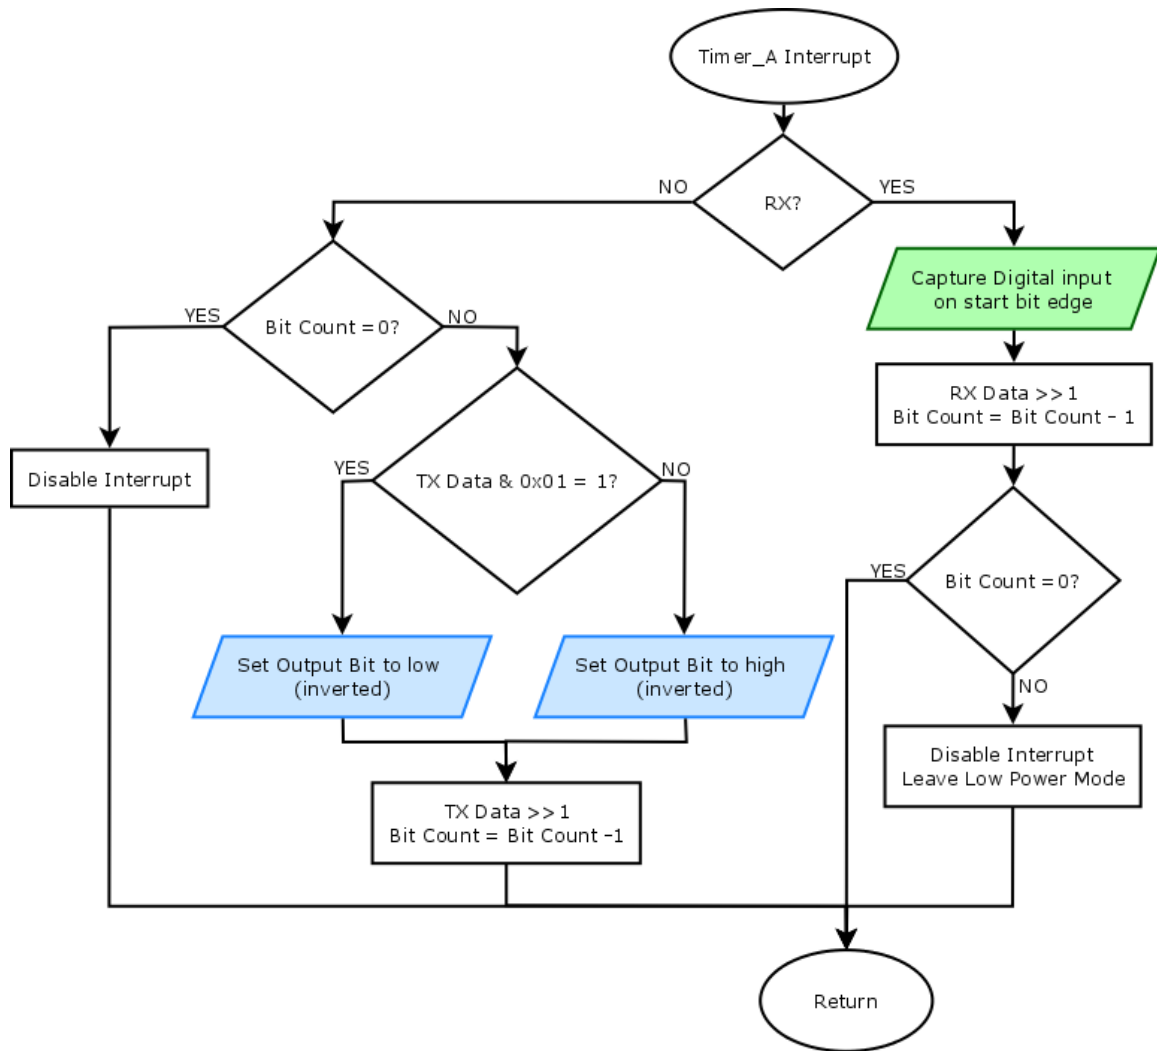 Timer_A Interrupt
RX?
NO
YES
Capture Digital input
on start bit edge
Bit Count = 0?
YES
NO
RX Data >> 1
Bit Count = Bit Count - 1
Disable Interrupt
TX Data & 0x01 = 1?
YES
NO
Bit Count = 0?
YES
NO
Set Output Bit to low
(inverted)
Set Output Bit to high
(inverted)
Disable Interrupt
Leave Low Power Mode
TX Data >> 1
Bit Count = Bit Count -1
Return